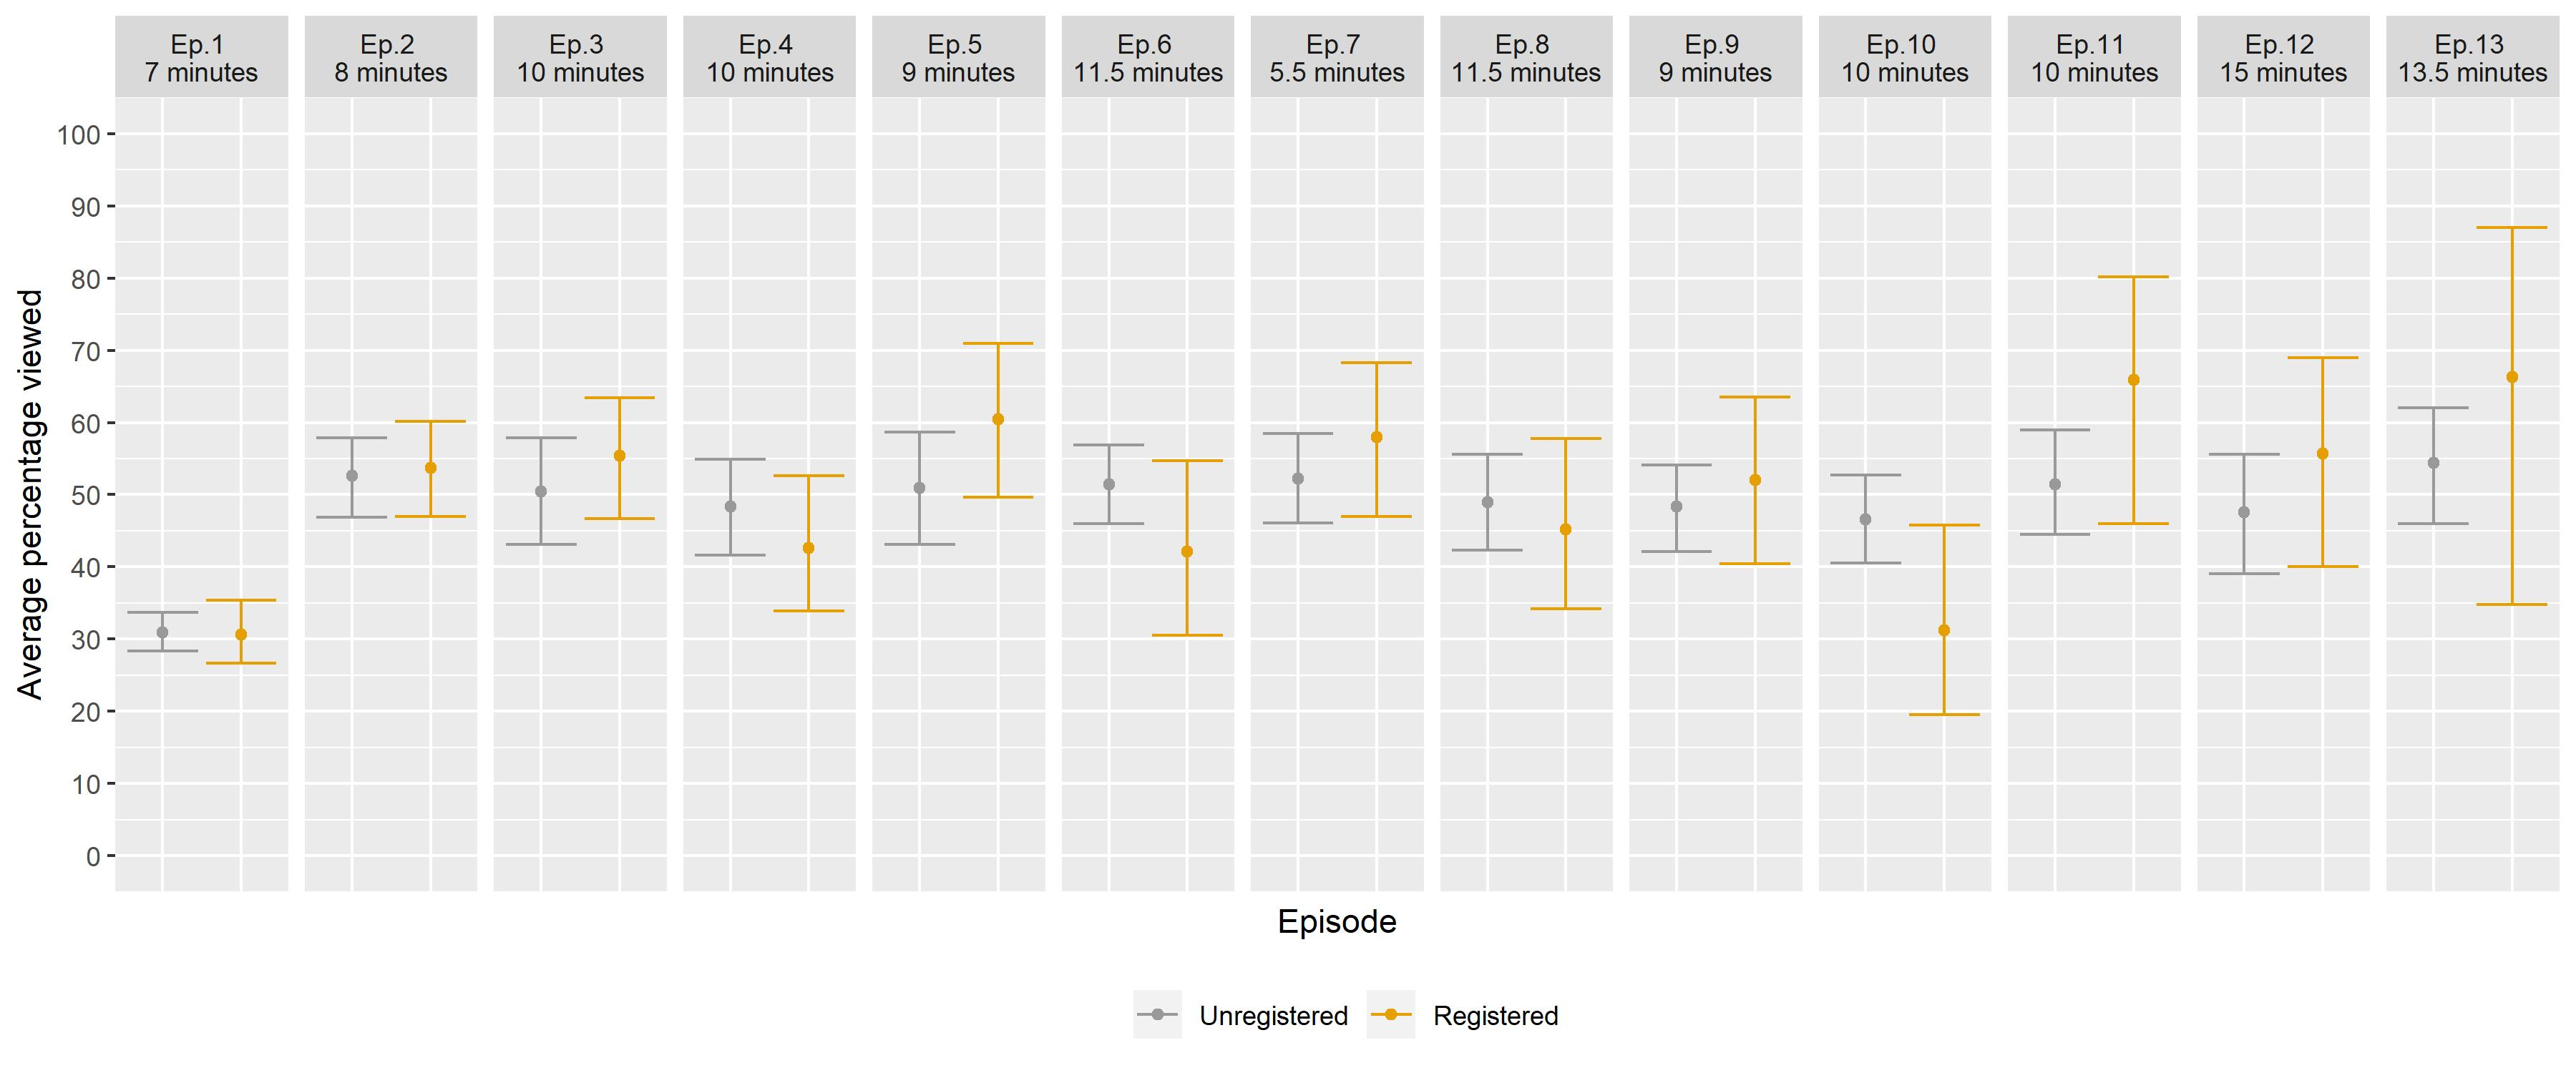 Ep.1
7 minutes
Ep.2
8 minutes
Ep.3
10 minutes
Ep.4
10 minutes
Ep.5
9 minutes
Ep.6
11.5 minutes
Ep.7
5.5 minutes
Ep.8
11.5 minutes
Ep.9
9 minutes
Ep.10
10 minutes
Ep.11
10 minutes
Ep.12
15 minutes
Ep.13
13.5 minutes
Average percentage viewed
100
90
80
70
60
50
40
30
20
10
0
Episode
Unregistered
Registered